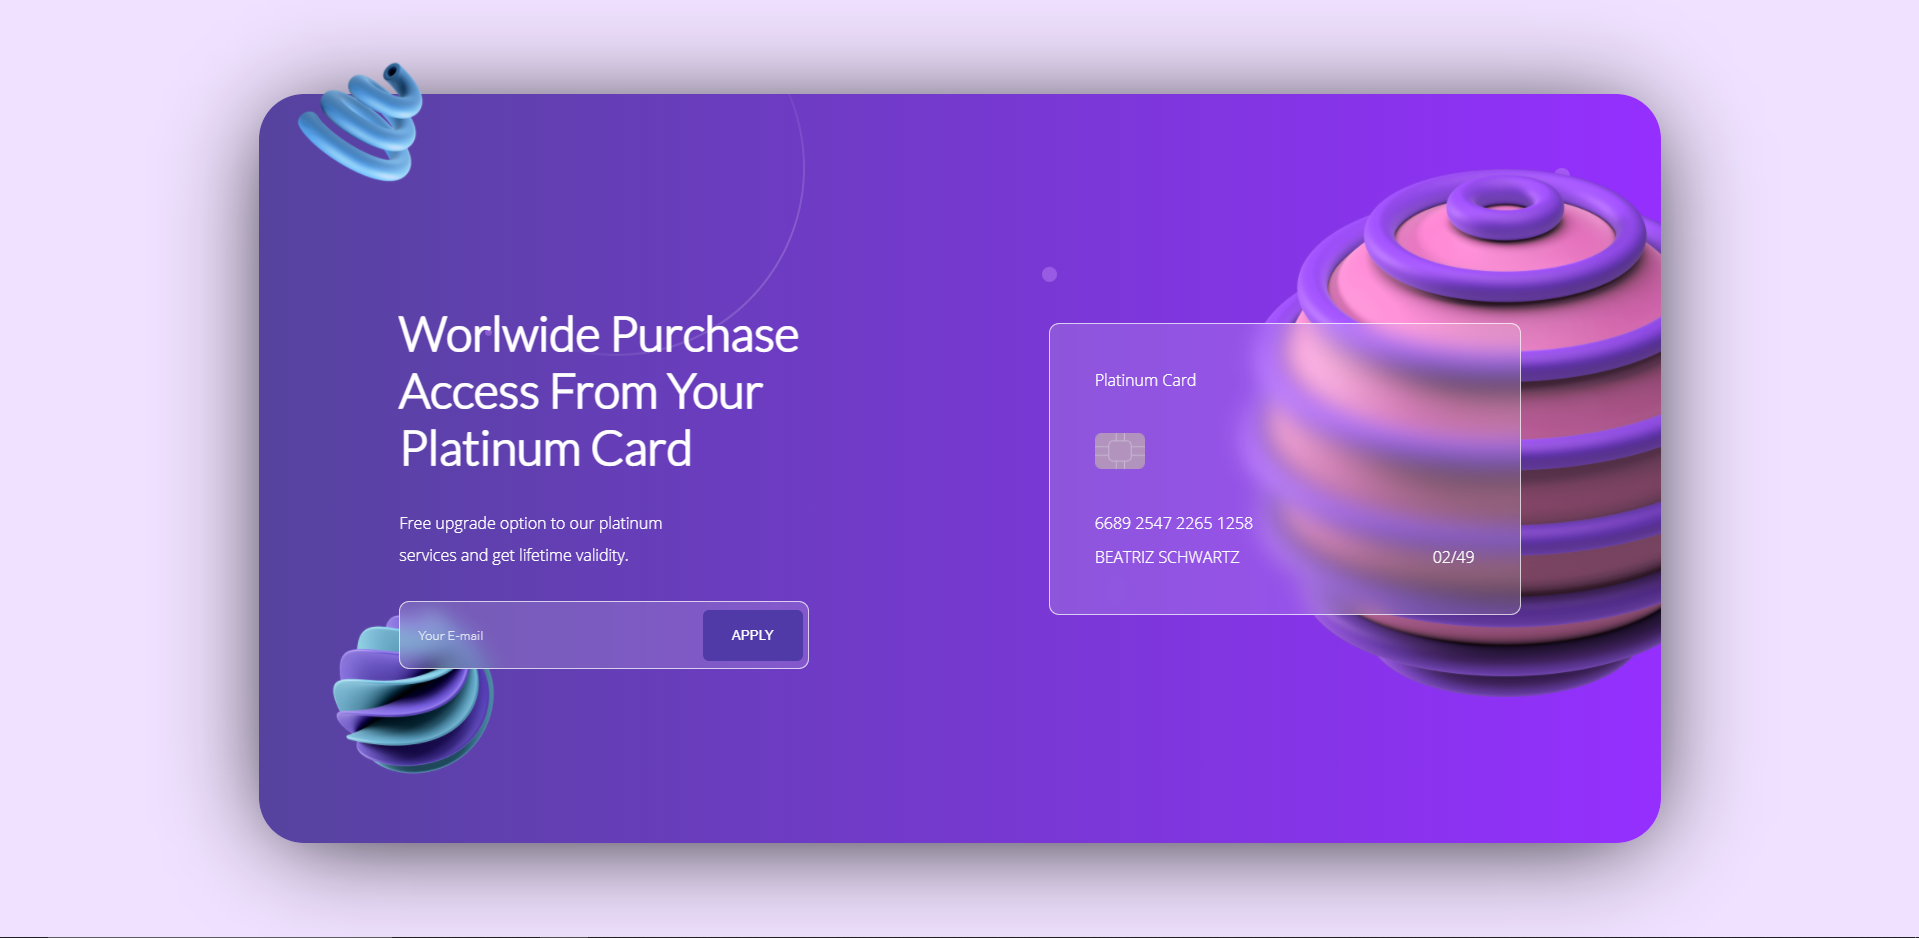 Worlwide Purchase
Access From Your
Platinum Card
Free upgrade option to our platinum
services and get lifetime validity.
Your E-mail
APPLY
Platinum Card
6689 2547 2265 1258
BEATRIZ SCHWARTZ
02/49